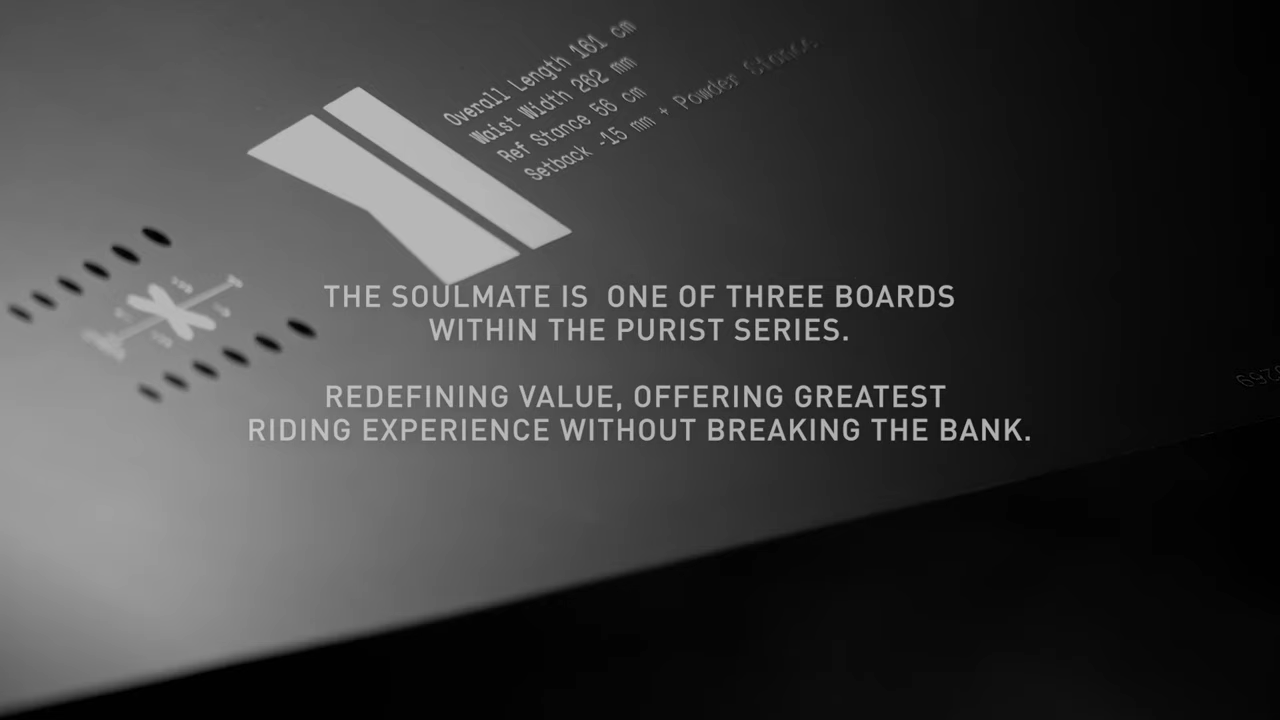 Overall Length 161 cm
Waist Width 262 mm
Ref Stance 56 cm
Setback -15 mm + Powder Stance
THE SOULMATE IS  ONE OF THREE BOARDS
WITHIN THE PURIST SERIES.
REDEFINING VALUE, OFFERING GREATEST
RIDING EXPERIENCE WITHOUT BREAKING THE BANK.